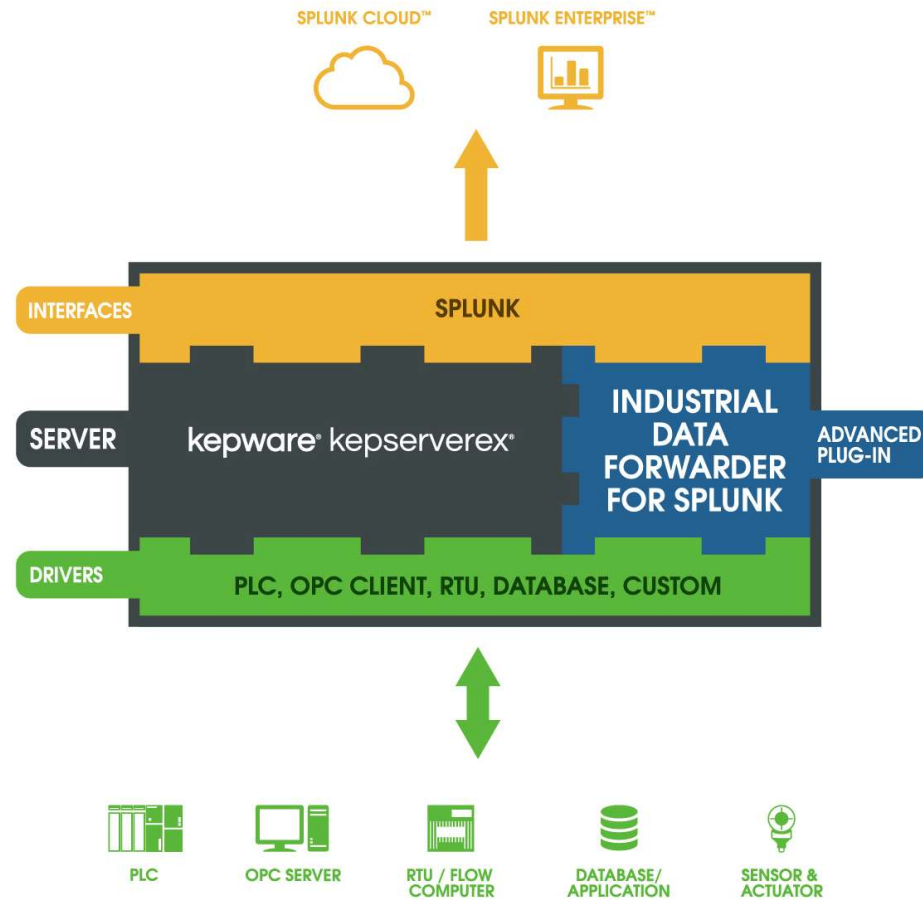 SPLUNK CLOUD™
SPLUNK ENTERPRISE™
INTERFACES
SPLUNK
SERVER
kepware® kepserverex®
INDUSTRIAL
DATA
FORWARDER
FOR SPLUNK
ADVANCED
PLUG-IN
DRIVERS
PLC, OPC CLIENT, RTU, DATABASE, CUSTOM
PLC
OPC SERVER
RTU / FLOW
COMPUTER
DATABASE/
APPLICATION
SENSOR &
ACTUATOR